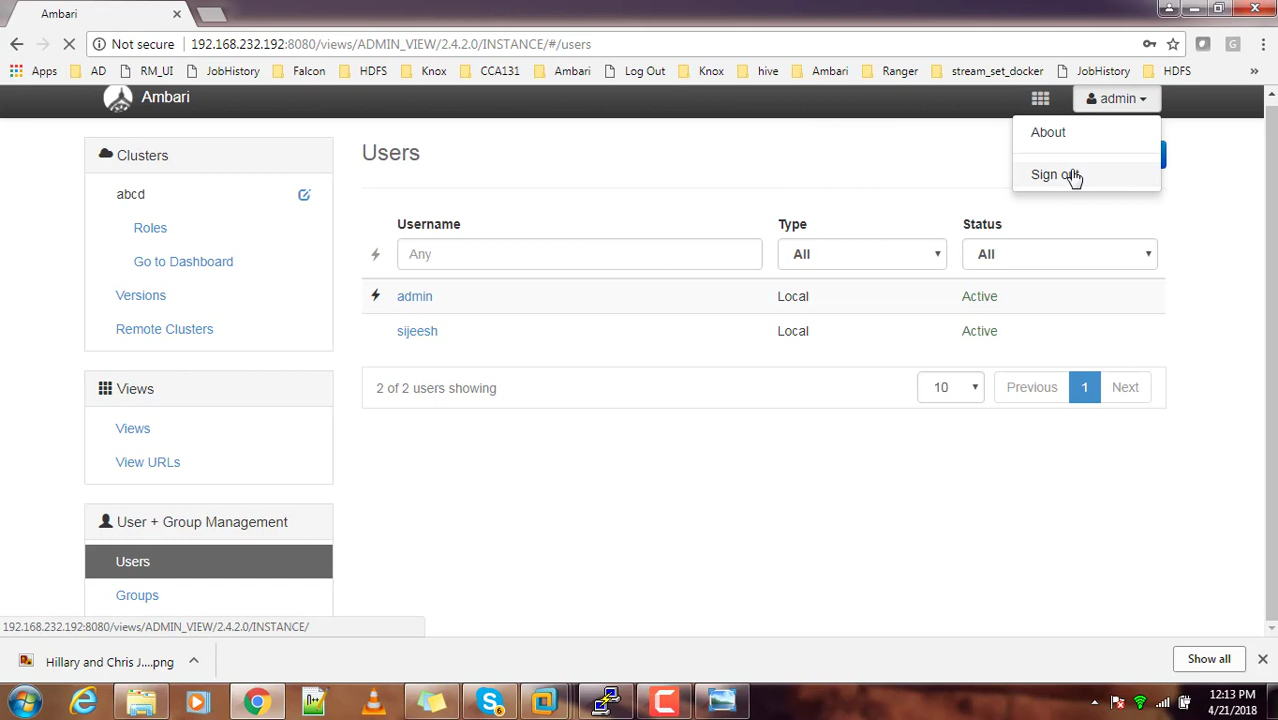 Ambari
Not secure 192.168.232.192:8080/views/ADMIN_VIEW/2.4.2.0/INSTANCE/#/users
Apps AD RM_UI JobHistory Falcon HDFS Knox CCA131 Ambari Log Out Knox hive Ambari Ranger stream_set_docker JobHistory HDFS »
Ambari admin
About
Sign out
Clusters
abcd
Roles
Go to Dashboard
Versions
Remote Clusters
Views
Views
View URLs
User + Group Management
Users
Groups
Users
Username Type Status
Any All All
admin Local Active
sijeesh Local Active
2 of 2 users showing 10 Previous 1 Next
192.168.232.192:8080/views/ADMIN_VIEW/2.4.2.0/INSTANCE/
Hillary and Chris J....png Show all
12:13 PM
4/21/2018